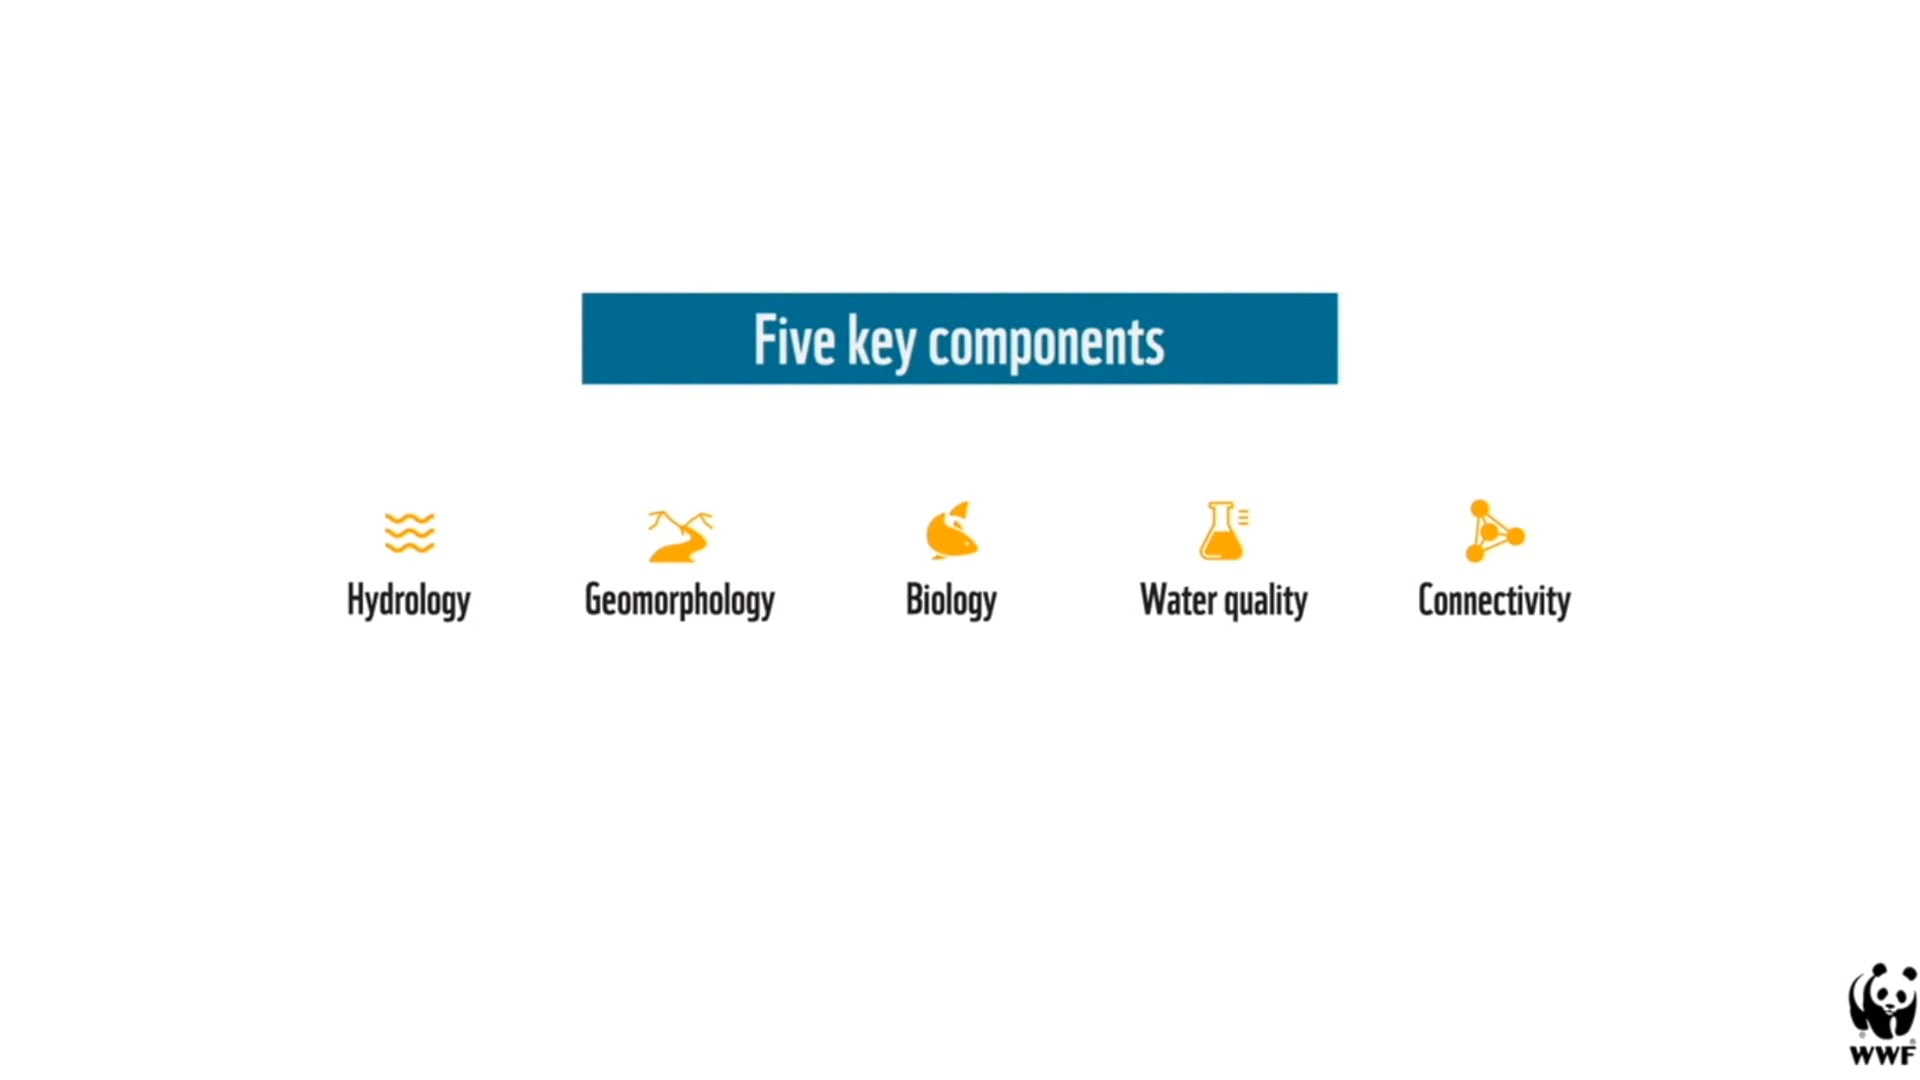 Five key components
Hydrology
Geomorphology
Biology
Water quality
Connectivity
WWF